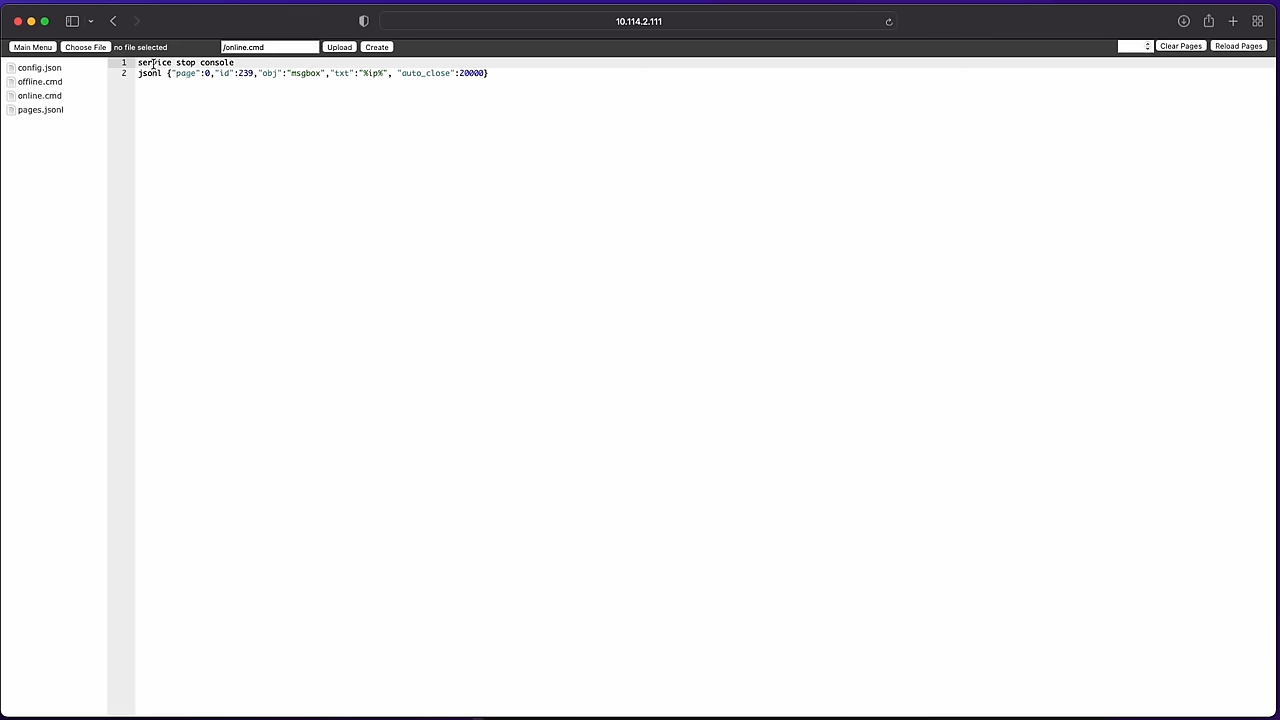 10.114.2.111
Main Menu Choose File no file selected /online.cmd Upload Create Clear Pages Reload Pages
config.json
offline.cmd
online.cmd
pages.jsonl
1 service stop console
2 jsonl {"page":0,"id":239,"obj":"msgbox","txt":"%ip%", "auto_close":20000}